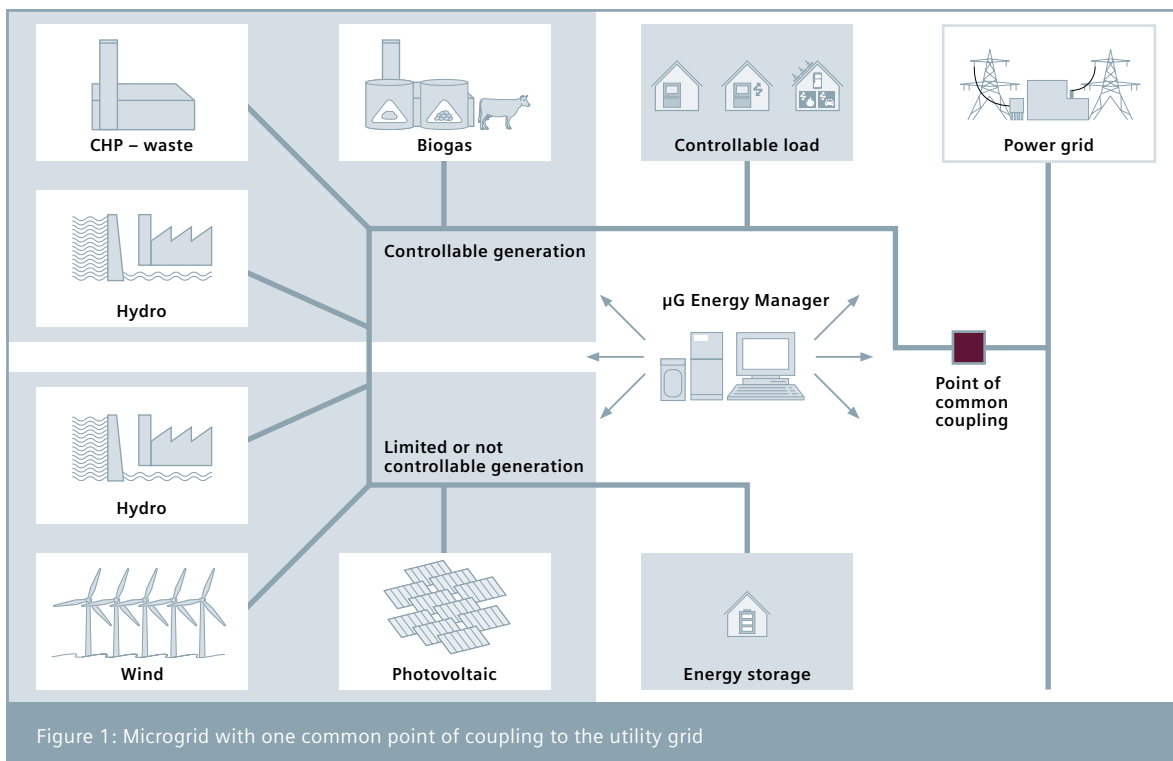 CHP – waste
Biogas
Controllable load
Power grid
Hydro
Controllable generation
µG Energy Manager
Point of
common
coupling
Hydro
Limited or not
controllable generation
Wind
Photovoltaic
Energy storage
Figure 1: Microgrid with one common point of coupling to the utility grid